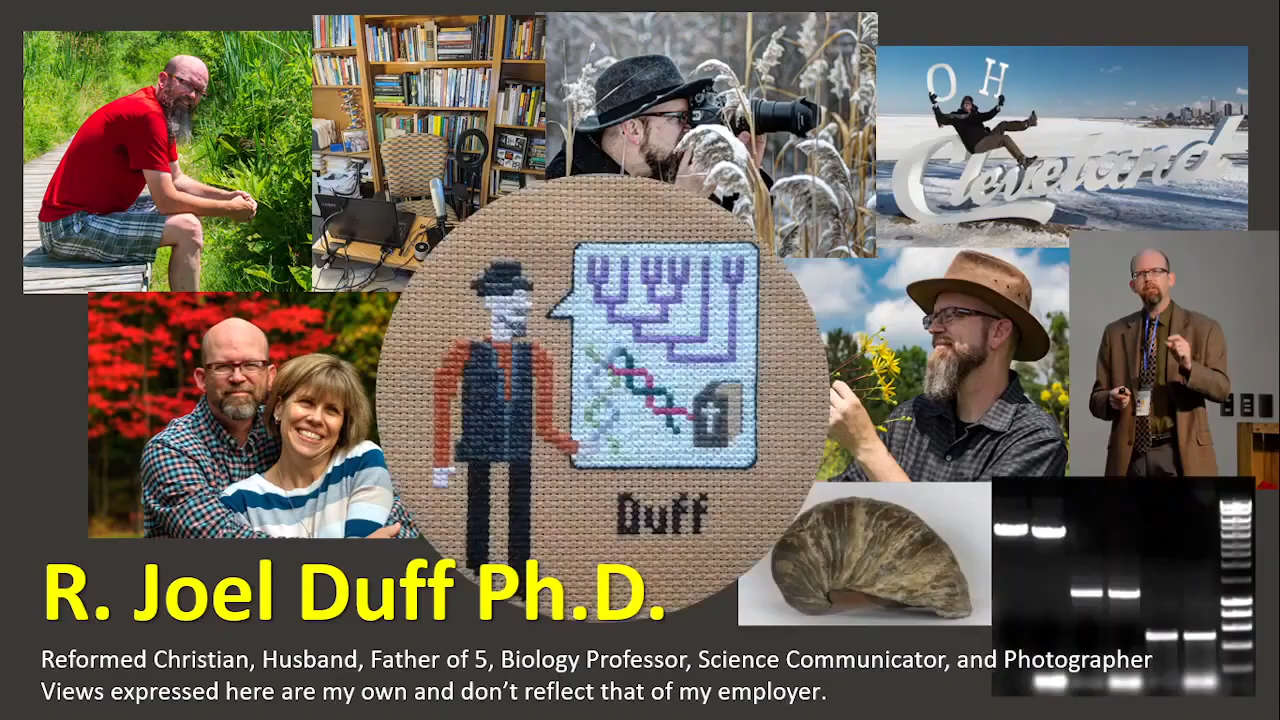 O H
Cleveland
Duff
R. Joel Duff Ph.D.
Reformed Christian, Husband, Father of 5, Biology Professor, Science Communicator, and Photographer
Views expressed here are my own and don't reflect that of my employer.